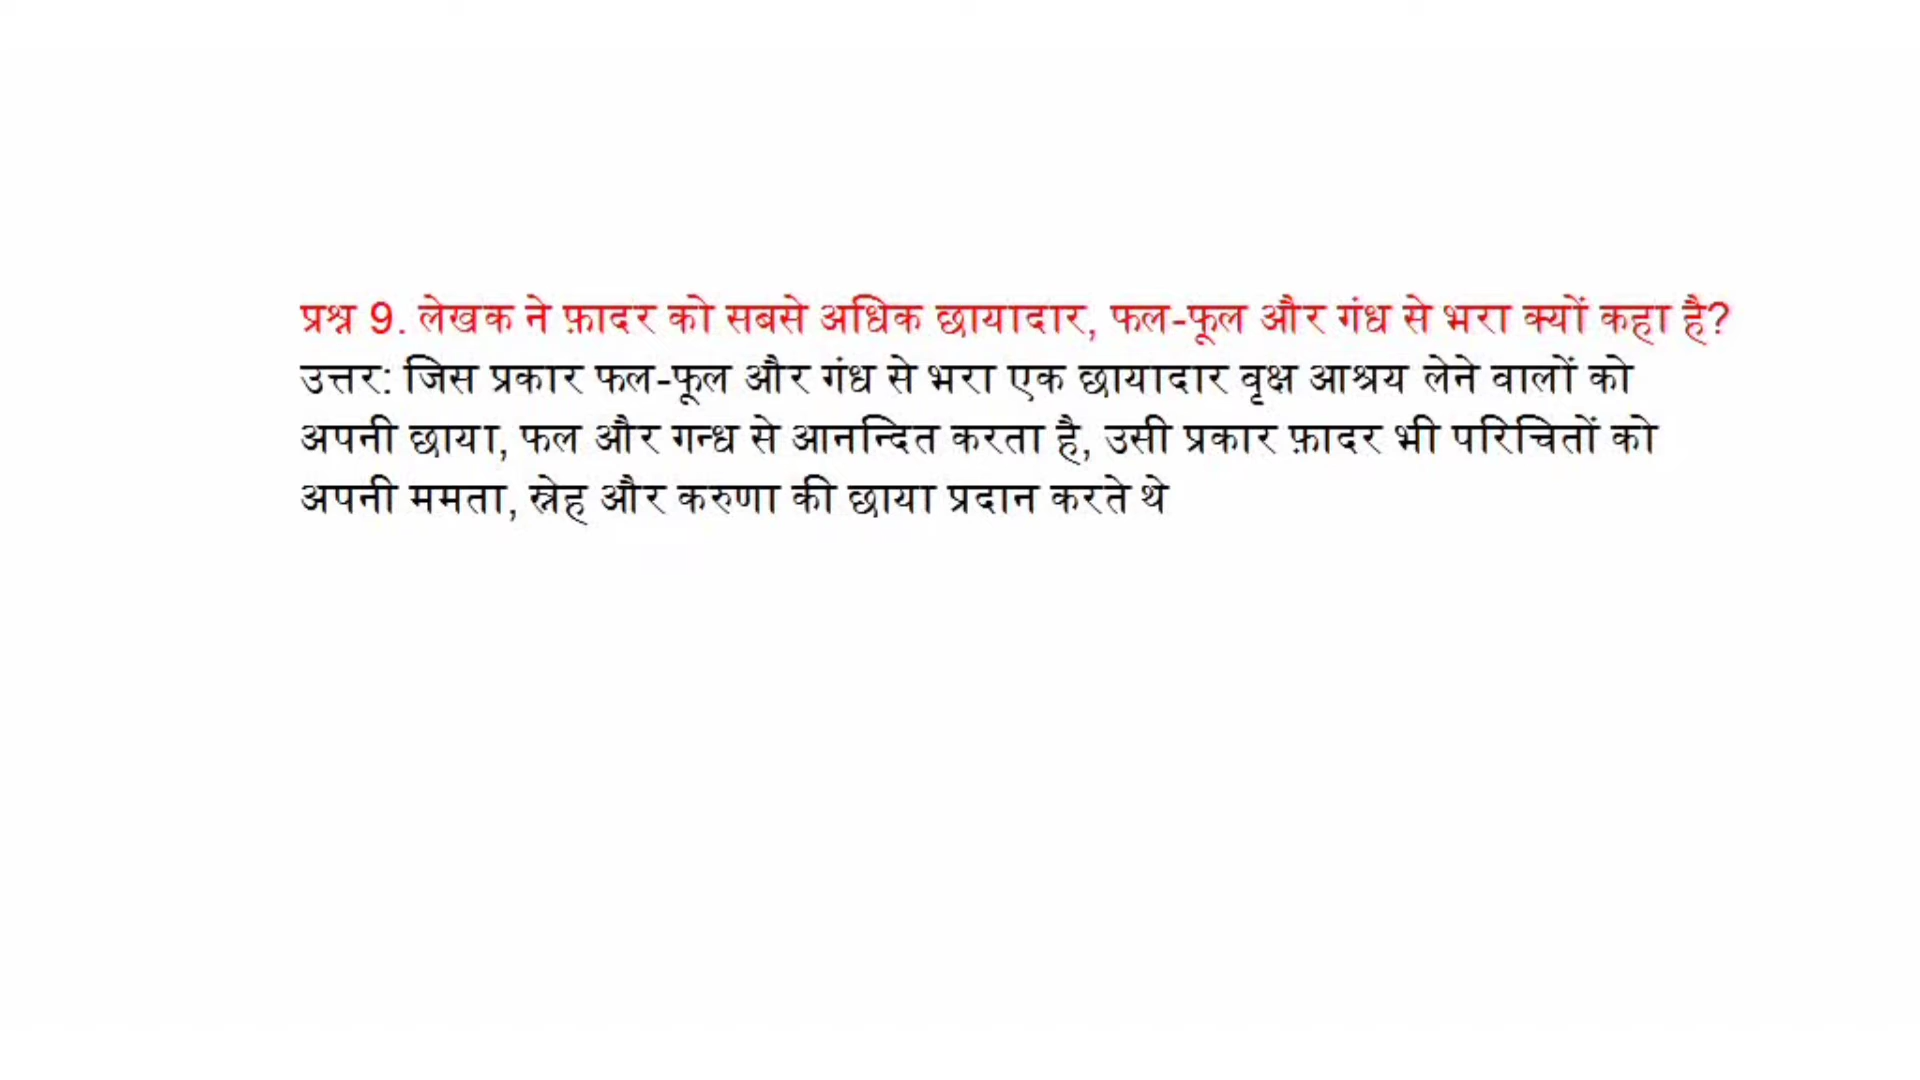 प्रश्न 9. लेखक ने फ़ादर को सबसे अधिक छायादार, फल-फूल और गंध से भरा क्यों कहा है?
उत्तर: जिस प्रकार फल-फूल और गंध से भरा एक छायादार वृक्ष आश्रय लेने वालों को
अपनी छाया, फल और गन्ध से आनन्दित करता है, उसी प्रकार फ़ादर भी परिचितों को
अपनी ममता, स्नेह और करुणा की छाया प्रदान करते थे